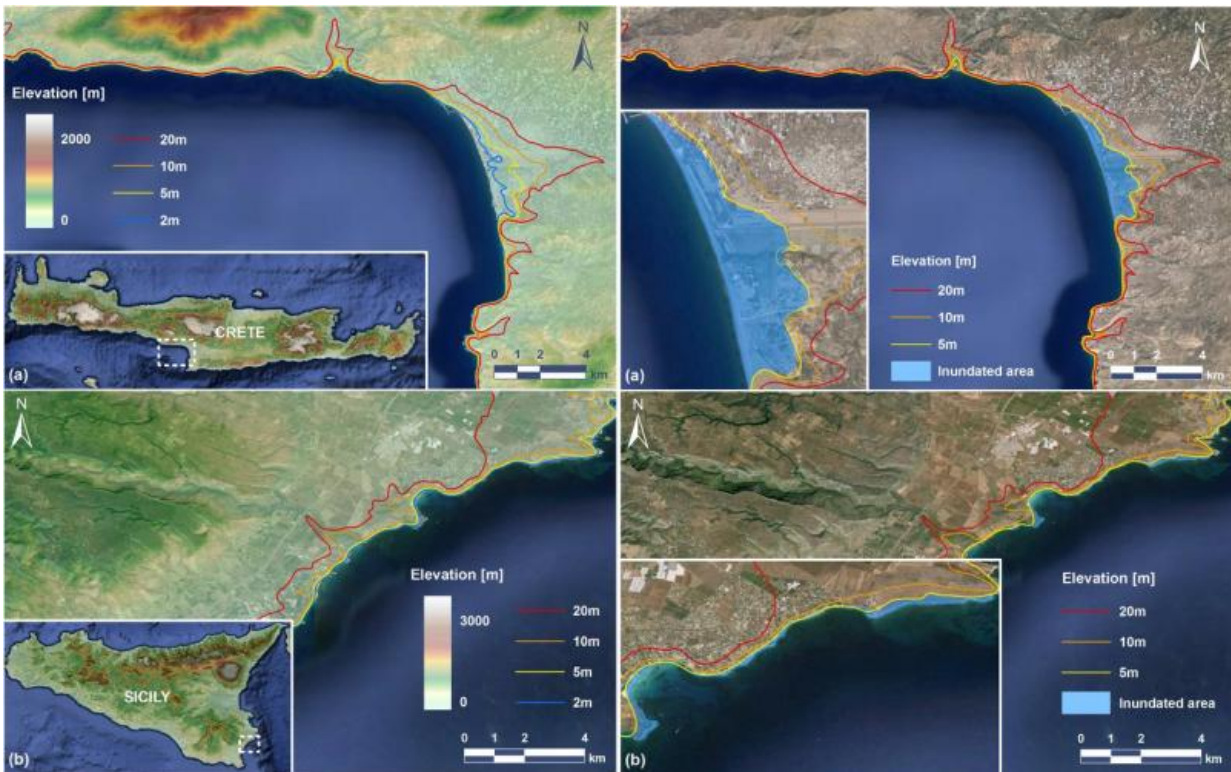 N
Elevation [m]
2000
0
20m
10m
5m
2m
CRETE
(a)
0 1 2 4
km
N
Elevation [m]
20m
10m
5m
Inundated area
(a)
0 1 2 4
km
N
Elevation [m]
3000
0
20m
10m
5m
2m
SICILY
(b)
0 1 2 4
km
N
Elevation [m]
20m
10m
5m
Inundated area
(b)
0 1 2 4
km